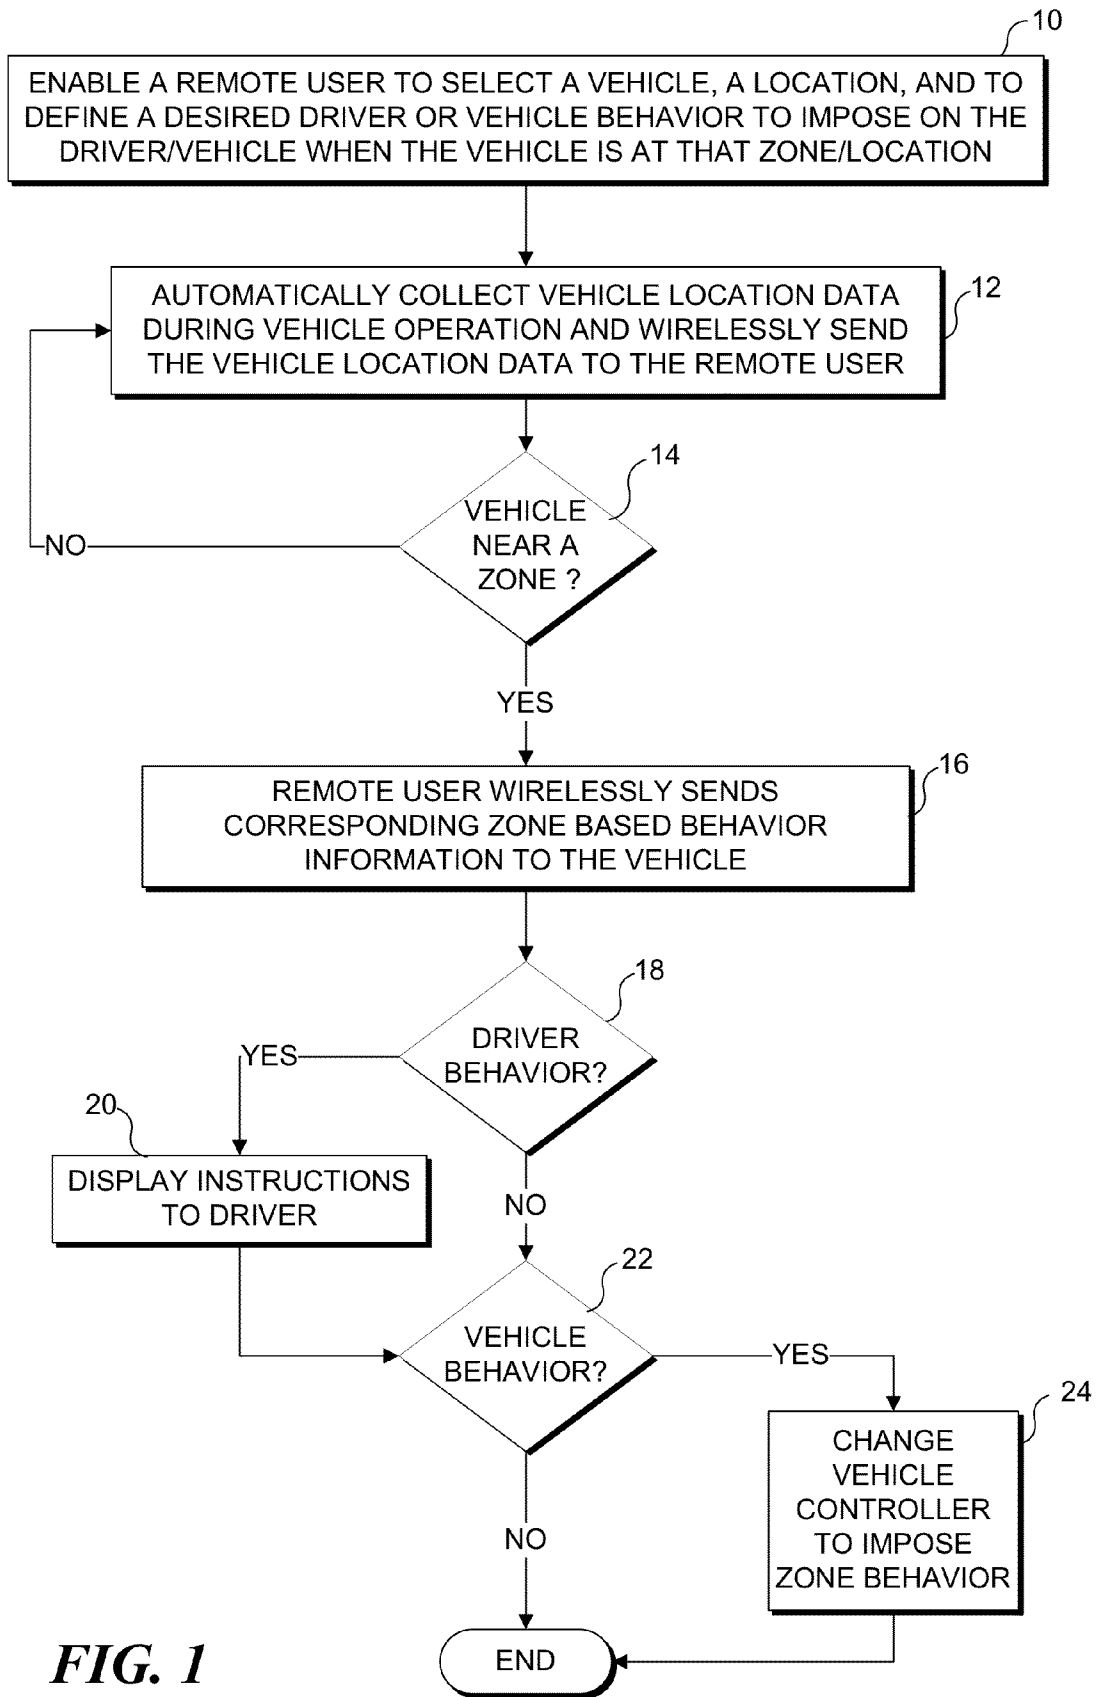 10
ENABLE A REMOTE USER TO SELECT A VEHICLE, A LOCATION, AND TO
DEFINE A DESIRED DRIVER OR VEHICLE BEHAVIOR TO IMPOSE ON THE
DRIVER/VEHICLE WHEN THE VEHICLE IS AT THAT ZONE/LOCATION
12
AUTOMATICALLY COLLECT VEHICLE LOCATION DATA
DURING VEHICLE OPERATION AND WIRELESSLY SEND
THE VEHICLE LOCATION DATA TO THE REMOTE USER
14
VEHICLE
NEAR A
ZONE ?
NO
YES
16
REMOTE USER WIRELESSLY SENDS
CORRESPONDING ZONE BASED BEHAVIOR
INFORMATION TO THE VEHICLE
18
DRIVER
BEHAVIOR?
YES
20
DISPLAY INSTRUCTIONS
TO DRIVER
NO
22
VEHICLE
BEHAVIOR?
YES
24
CHANGE
VEHICLE
CONTROLLER
TO IMPOSE
ZONE BEHAVIOR
NO
END
FIG. 1